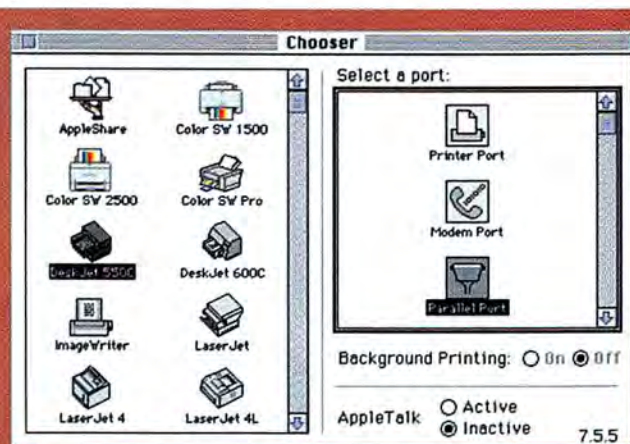 Chooser
AppleShare
Color SW 1500
Color SW 2500
Color SW Pro
DeskJet 550C
DeskJet 600C
ImageWriter
LaserJet
LaserJet 4
LaserJet 4L
Select a port:
Printer Port
Modem Port
Parallel Port
Background Printing: On Off
AppleTalk
Active
Inactive
7.5.5